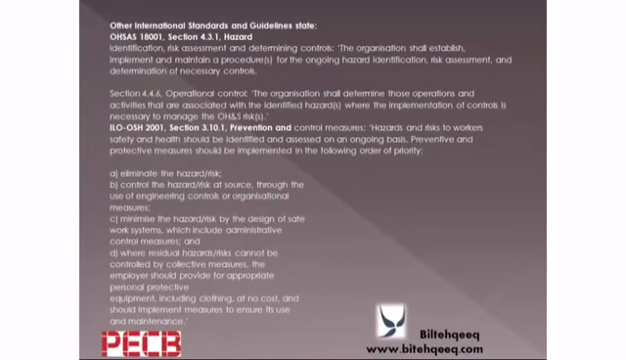 Other International Standards and Guidelines state:
OHSAS 18001, Section 4.3.1, Hazard
Identification, risk assessment and determining controls: 'The organisation shall establish,
implement and maintain a procedure(s) for the ongoing hazard identification, risk assessment, and
determination of necessary controls.
Section 4.4.6, Operational control: 'The organisation shall determine those operations and
activities that are associated with the identified hazard(s) where the implementation of controls is
necessary to manage the OH&S risk(s).'
ILO-OSH 2001, Section 3.10.1, Prevention and control measures: 'Hazards and risks to workers
safety and health should be identified and assessed on an ongoing basis. Preventive and
protective measures should be implemented in the following order of priority:
a) eliminate the hazard/risk;
b) control the hazard/risk at source, through the
use of engineering controls or organisational
measures;
c) minimise the hazard/risk by the design of safe
work systems, which include administrative
control measures; and
d) where residual hazards/risks cannot be
controlled by collective measures, the
employer should provide for appropriate
personal protective
equipment, including clothing, at no cost, and
should implement measures to ensure its use
and maintenance.'
PECB
Biltehqeeq
www.bitehqeeq.com